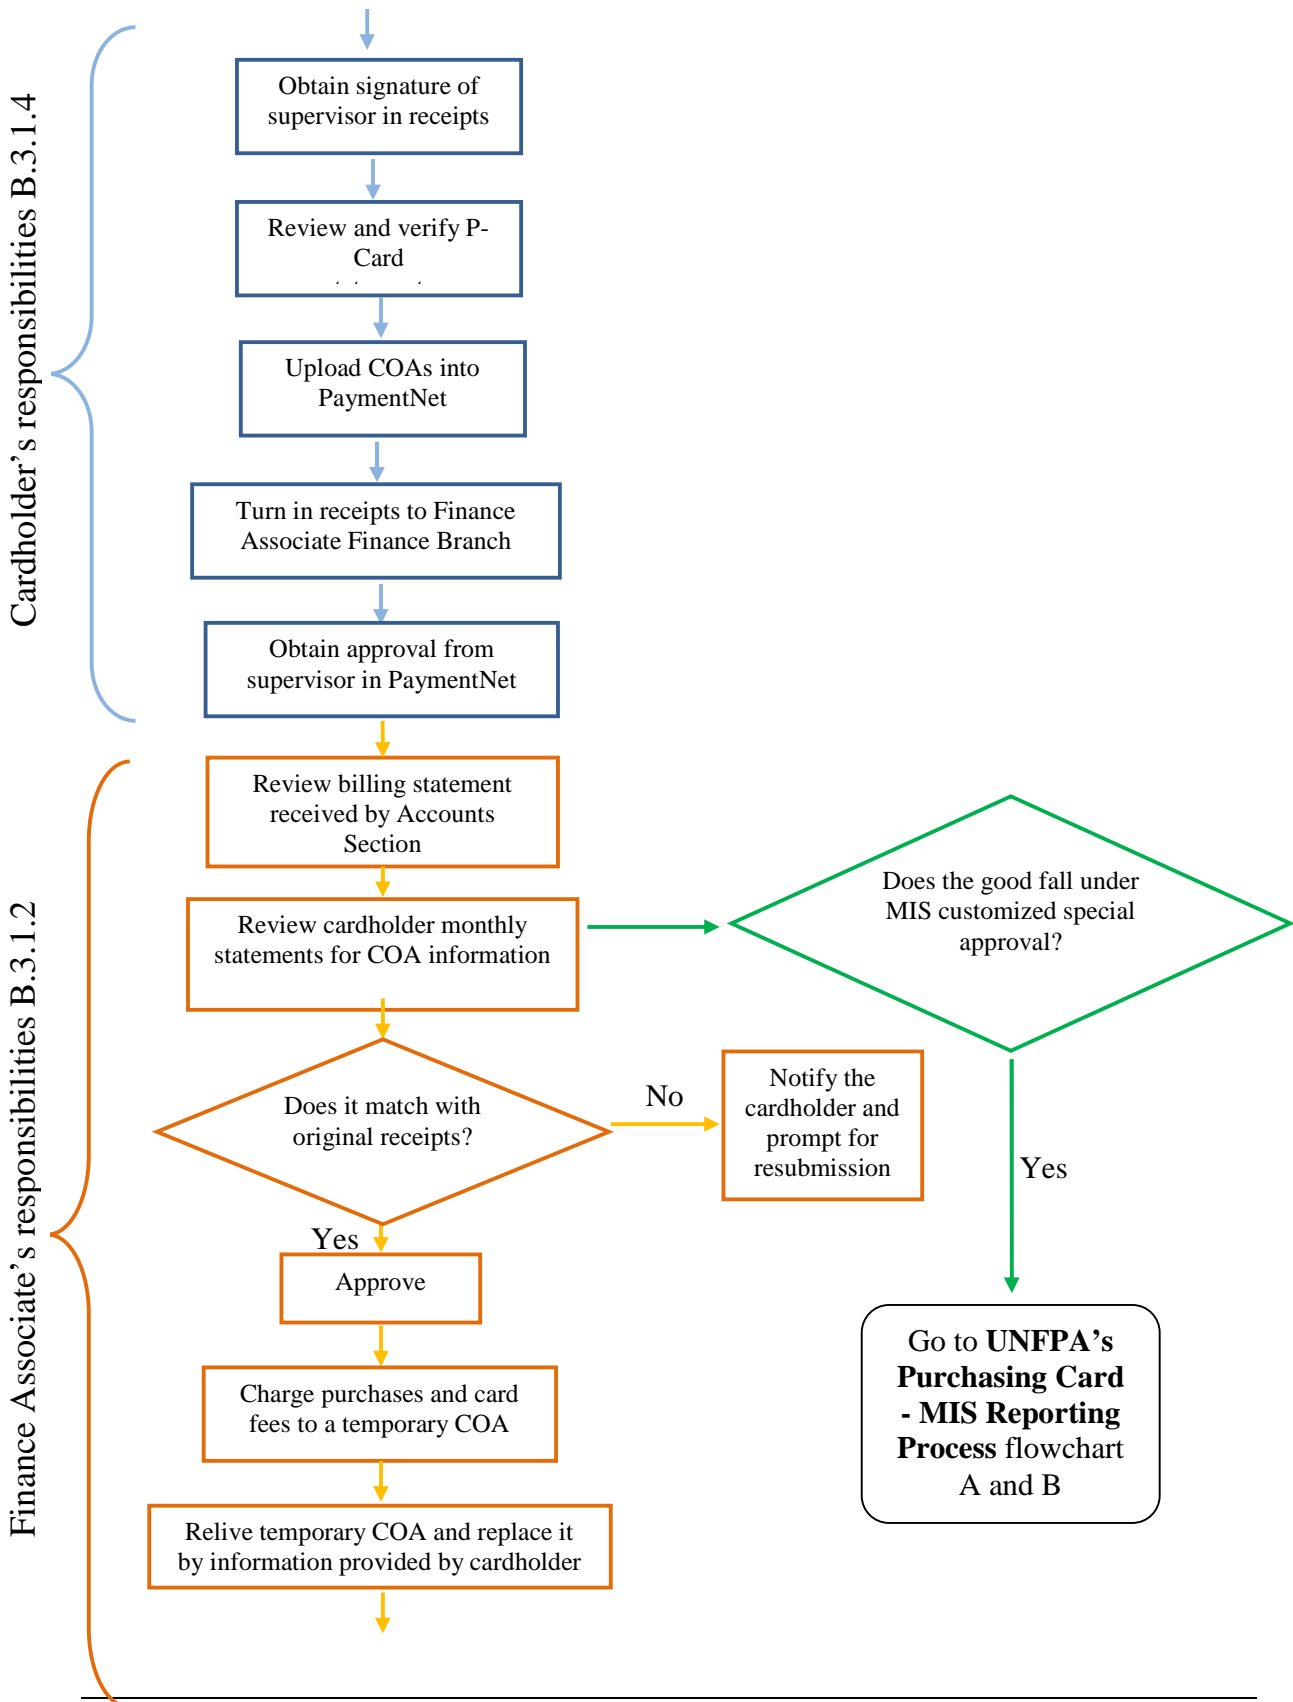 Cardholder’s responsibilities B.3.1.4
Obtain signature of
supervisor in receipts
Review and verify P-
Card
Upload COAs into
PaymentNet
Turn in receipts to Finance
Associate Finance Branch
Obtain approval from
supervisor in PaymentNet
Finance Associate’s responsibilities B.3.1.2
Review billing statement
received by Accounts
Section
Review cardholder monthly
statements for COA information
Does the good fall under
MIS customized special
approval?
Does it match with
original receipts?
No
Notify the
cardholder and
prompt for
resubmission
Yes
Yes
Approve
Charge purchases and card
fees to a temporary COA
Relive temporary COA and replace it
by information provided by cardholder
Go to UNFPA’s
Purchasing Card
- MIS Reporting
Process flowchart
A and B